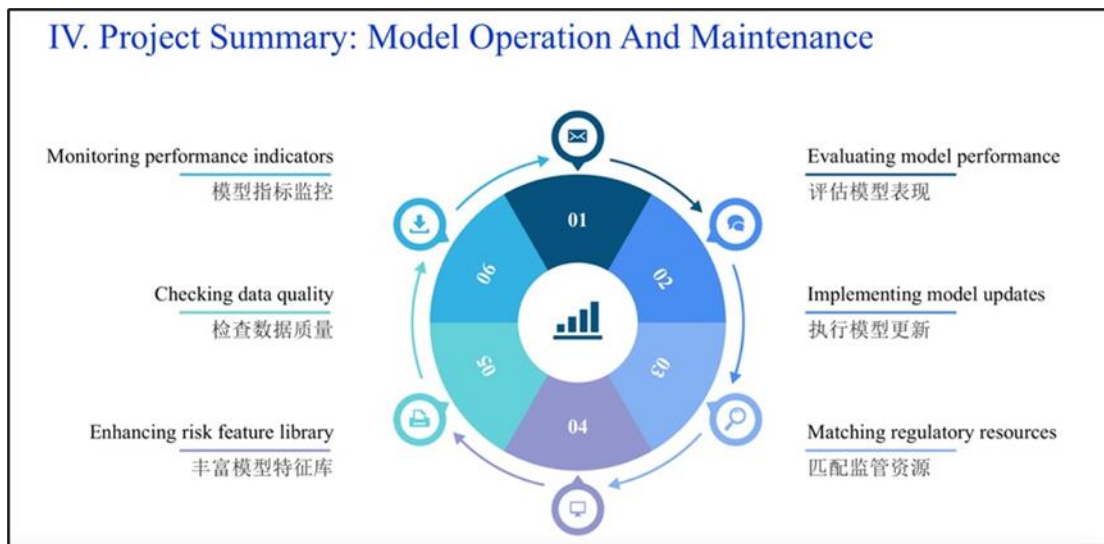 IV. Project Summary: Model Operation And Maintenance
Monitoring performance indicators
模型指标监控
Checking data quality
检查数据质量
Enhancing risk feature library
丰富模型特征库
01
02
03
04
05
06
Evaluating model performance
评估模型表现
Implementing model updates
执行模型更新
Matching regulatory resources
匹配监管资源